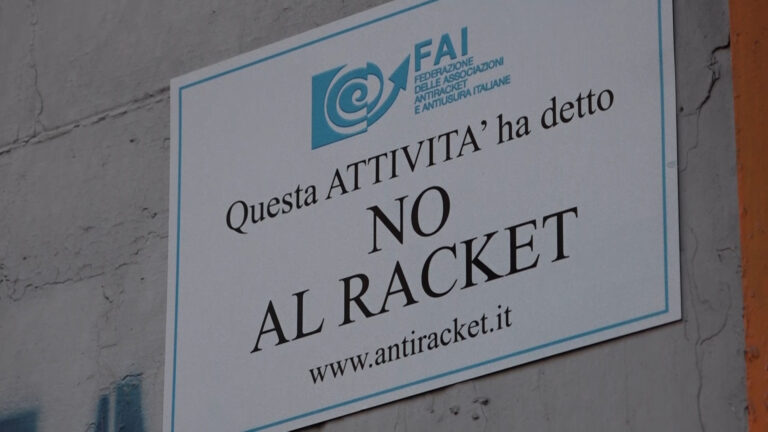 FAI
FEDERAZIONE
DELLE ASSOCIAZIONI
ANTIRACKET
E ANTIUSURA ITALIANE
Questa ATTIVITA' ha detto
NO
AL RACKET
www.antiracket.it